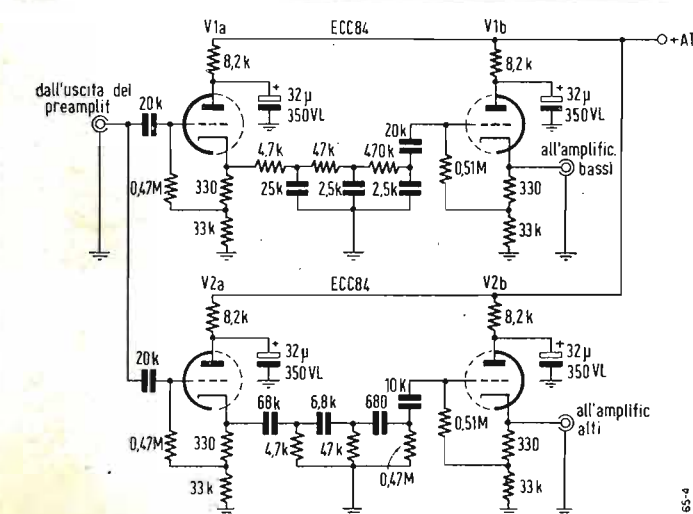 V1a ECC84 V1b
+AT
8,2k 8,2k
dall'uscita del
preamplif
20k
+
32µ
350VL
+
32µ
350VL
20k
4,7k 47k 470k
all'amplific.
bassi
0,47M 330
25k 2,5k 2,5k
0,51M 330
33k 33k
V2a ECC84 V2b
8,2k 8,2k
20k
+
32µ
350VL
+
32µ
350VL
10k
68k 6,8k 680
all'amplific
alti
0,47M 330
4,7k 47k
0,51M 330
0,47M
33k 33k
65-4